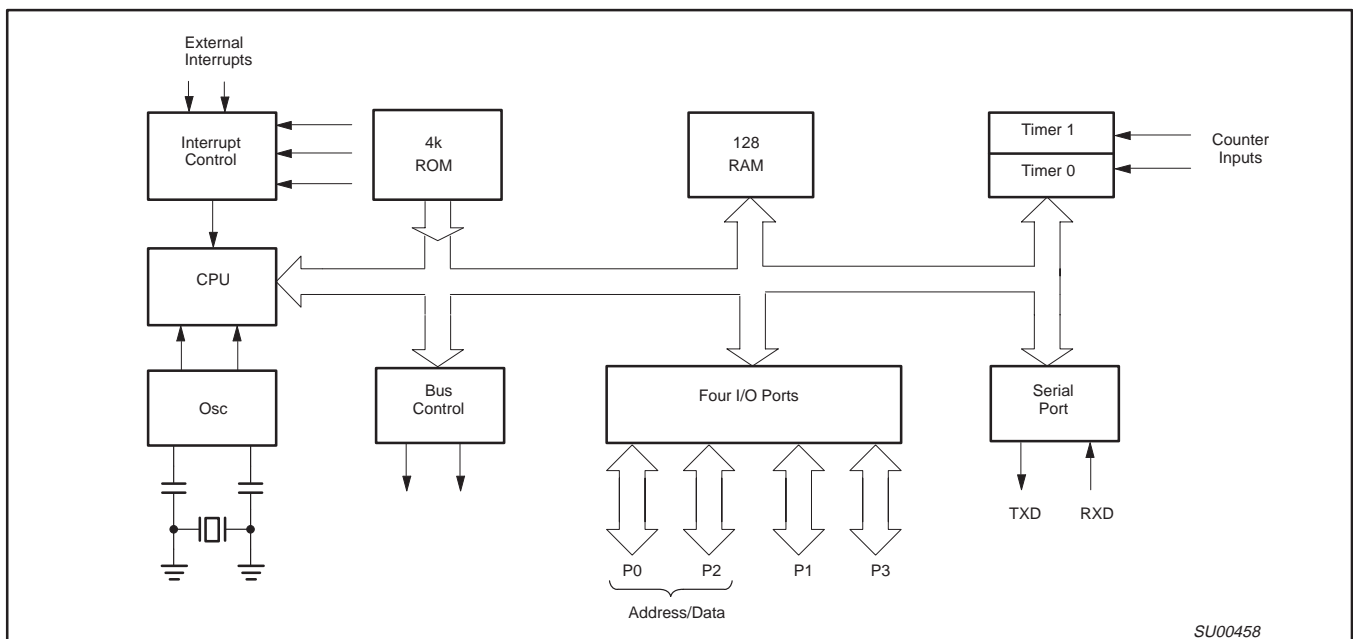 External
Interrupts
Interrupt
Control
4k
ROM
128
RAM
Timer 1
Timer 0
Counter
Inputs
CPU
Osc
Bus
Control
Four I/O Ports
Serial
Port
TXD
RXD
P0
P2
P1
P3
Address/Data
SU00458